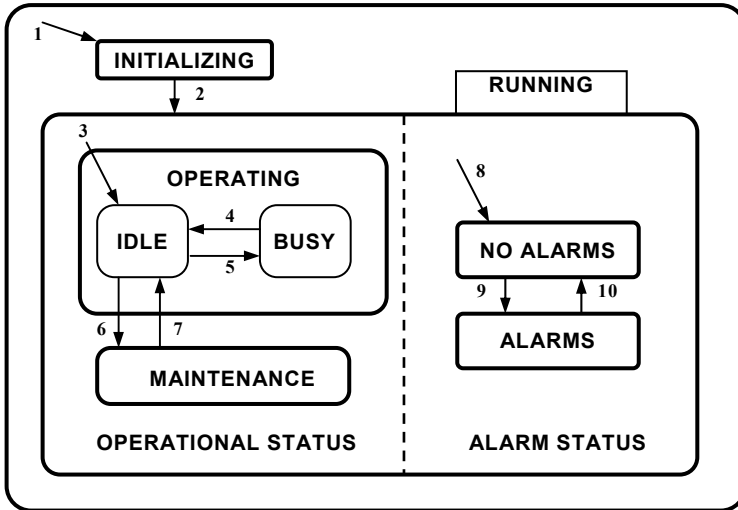 1
INITIALIZING
2
RUNNING
3
OPERATING
8
4
IDLE
BUSY
5
NO ALARMS
9
10
6
7
ALARMS
MAINTENANCE
OPERATIONAL STATUS
ALARM STATUS